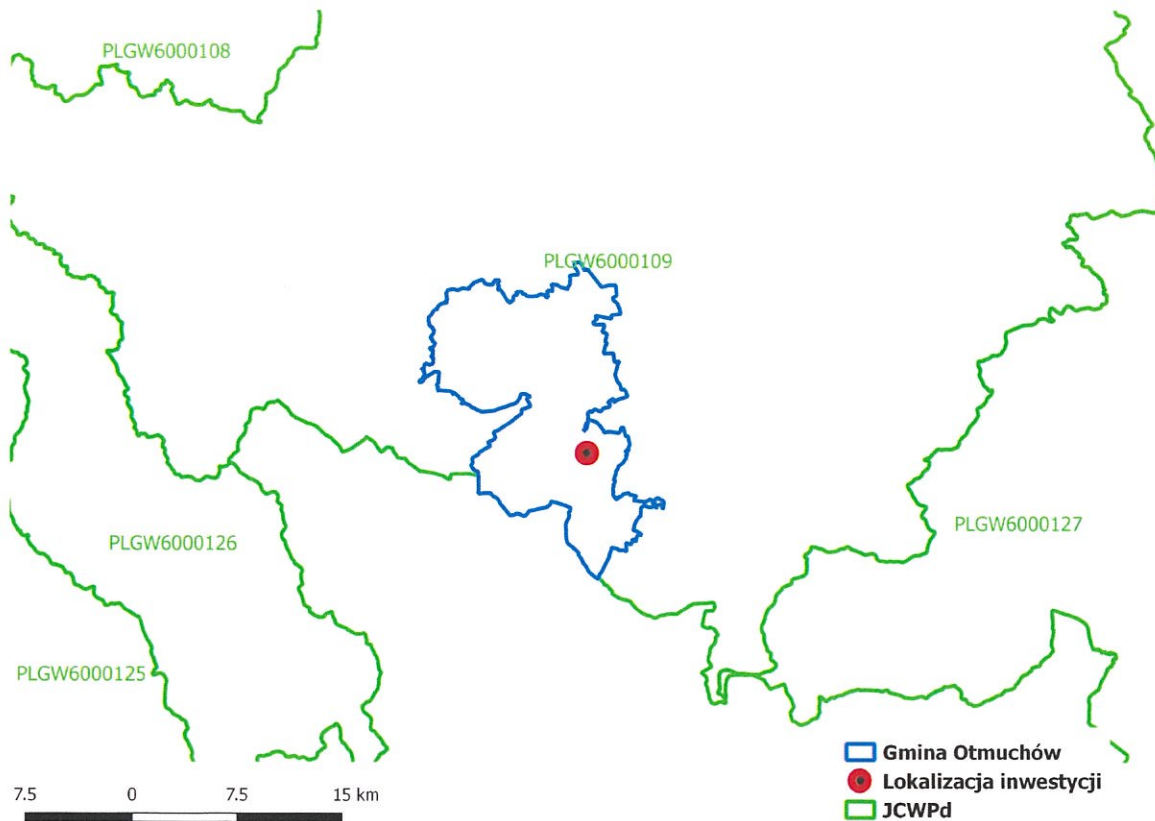 PLGW6000108
PLGW6000109
PLGW6000126
PLGW6000127
PLGW6000125
Gmina Otmuchów
Lokalizacja inwestycji
JCWPd
7.5 0 7.5 15 km